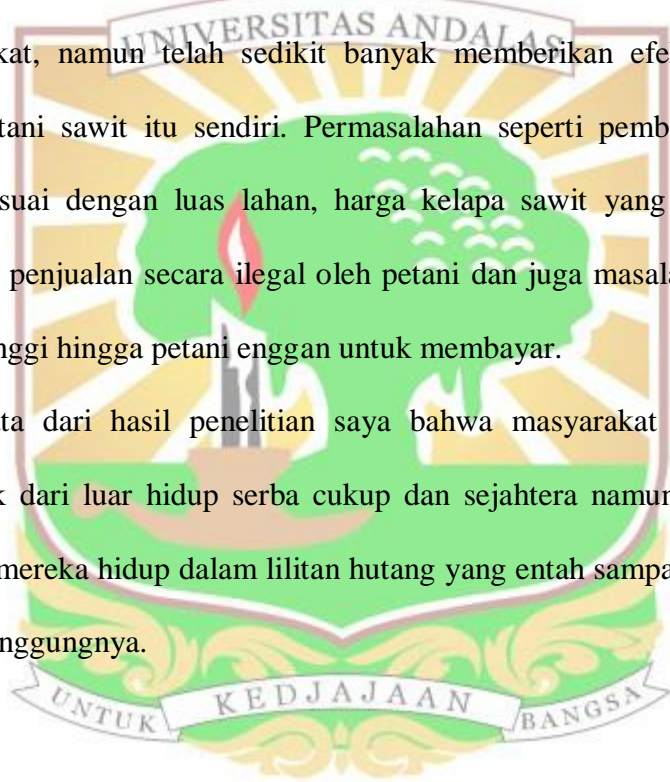 UNIVERSITAS ANDALAS
kat, namun telah sedikit banyak memberikan efe
tani sawit itu sendiri. Permasalahan seperti pemb
suai dengan luas lahan, harga kelapa sawit yang
penjualan secara ilegal oleh petani dan juga masala
nggi hingga petani enggan untuk membayar.
ta dari hasil penelitian saya bahwa masyarakat
k dari luar hidup serba cukup dan sejahtera namun
mereka hidup dalam lilitan hutang yang entah sampa
nggungnya.
UNTUK KEDJAJAAN BANGSA